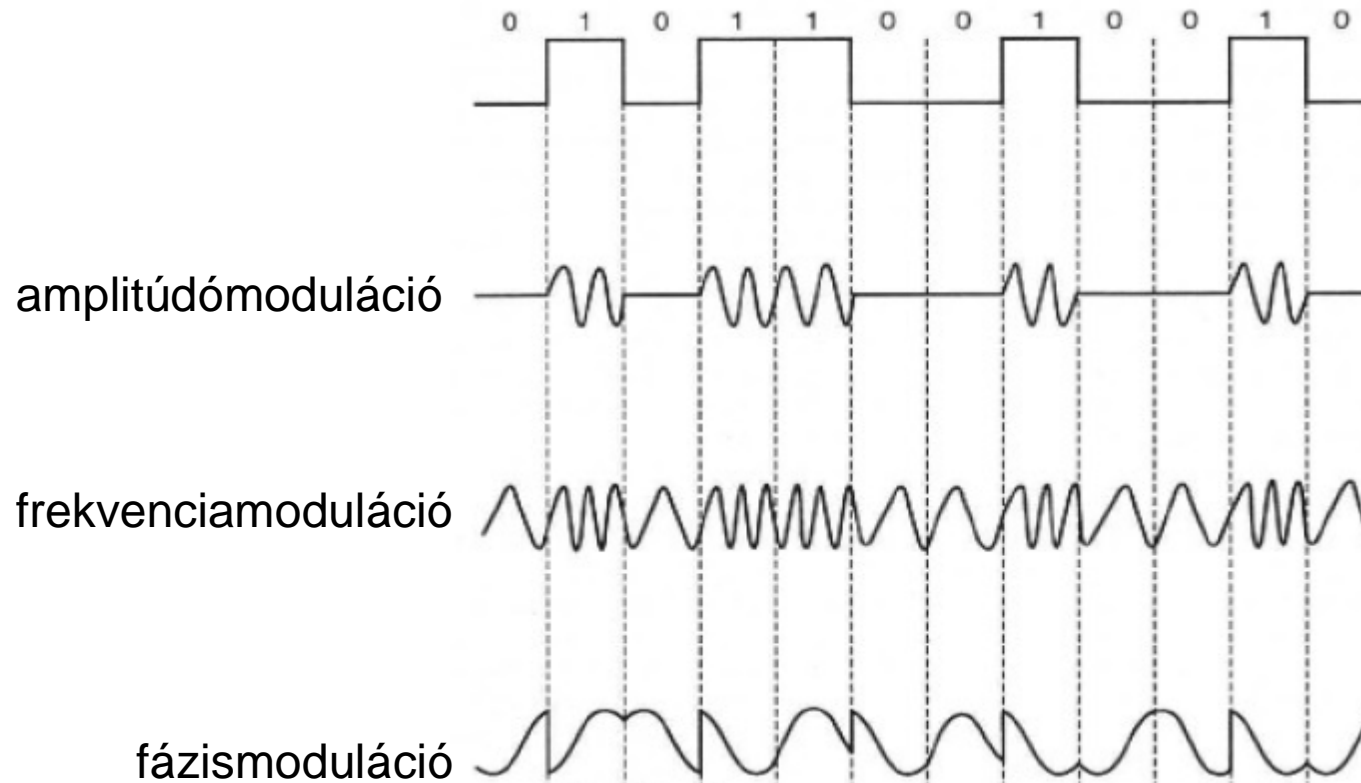 0 1 0 1 1 0 0 1 0 0 1 0
amplitúdómoduláció
frekvenciamoduláció
fázismoduláció